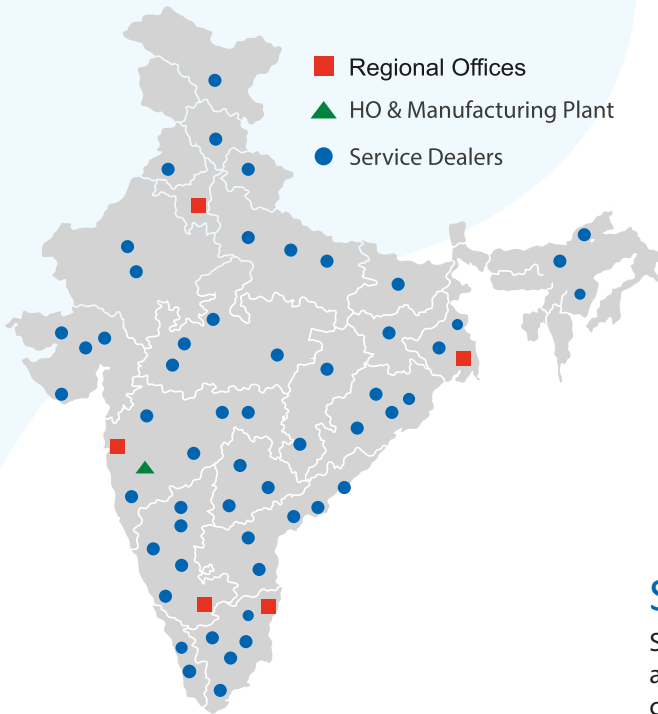 Regional Offices
HO & Manufacturing Plant
Service Dealers
S
S
a